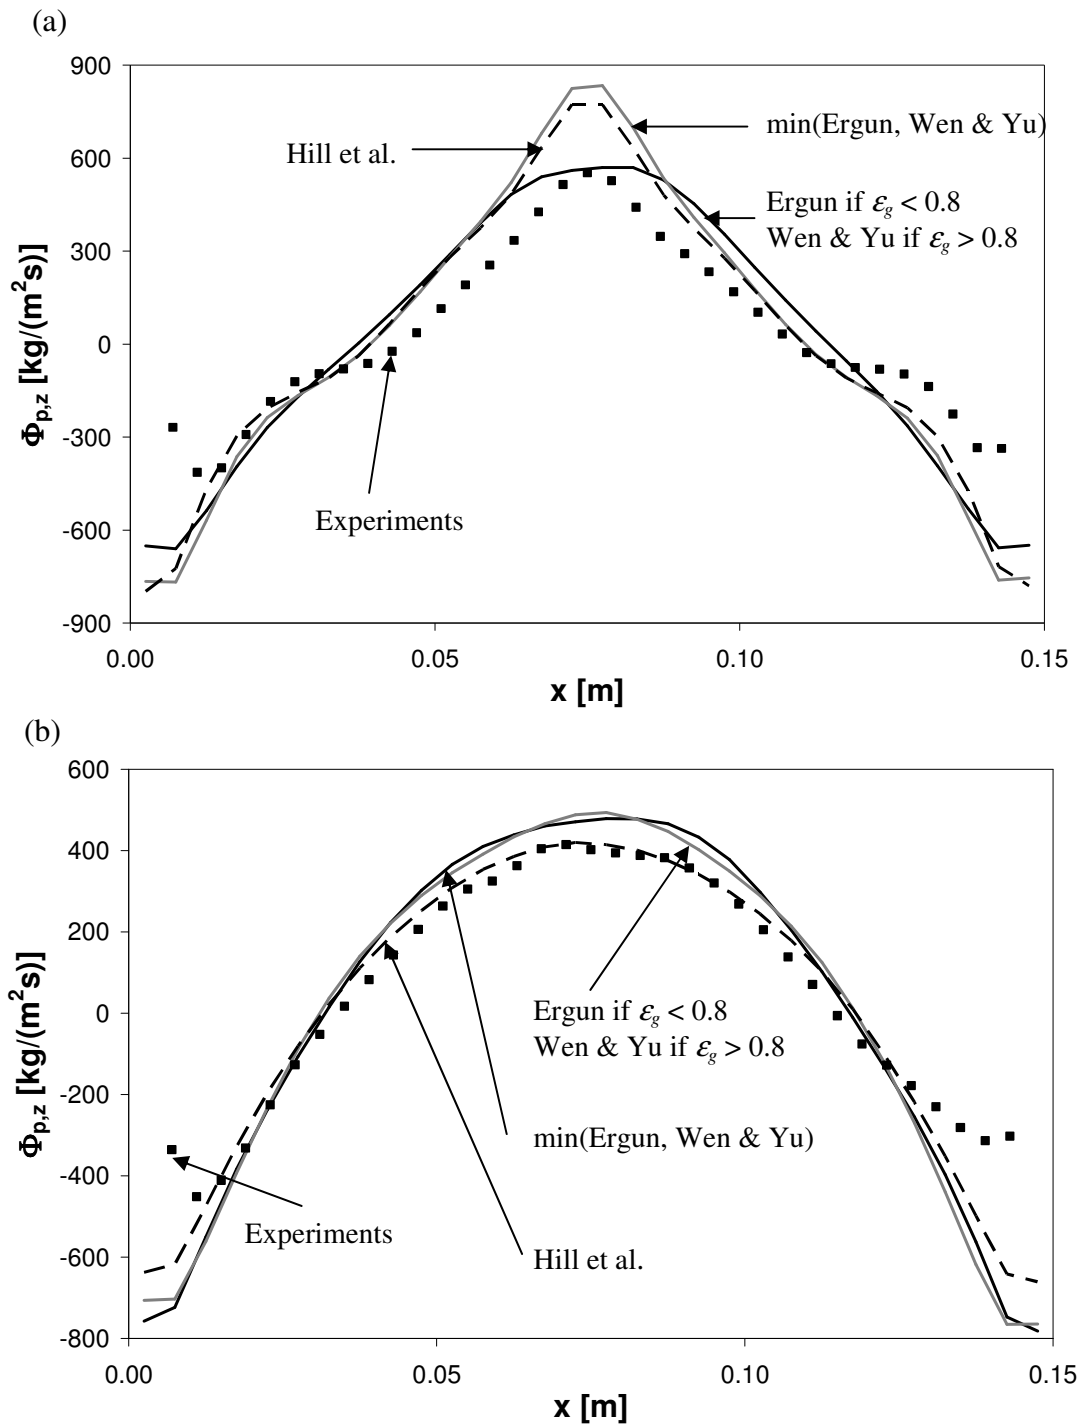 (a)
900
600
300
0
-300
-600
-900
Φp,z [kg/(m²s)]
Hill et al.
min(Ergun, Wen & Yu)
Ergun if εg < 0.8
Wen & Yu if εg > 0.8
Experiments
0.00
0.05
0.10
0.15
x [m]
(b)
600
400
200
0
-200
-400
-600
-800
Φp,z [kg/(m²s)]
Ergun if εg < 0.8
Wen & Yu if εg > 0.8
min(Ergun, Wen & Yu)
Experiments
Hill et al.
0.00
0.05
0.10
0.15
x [m]